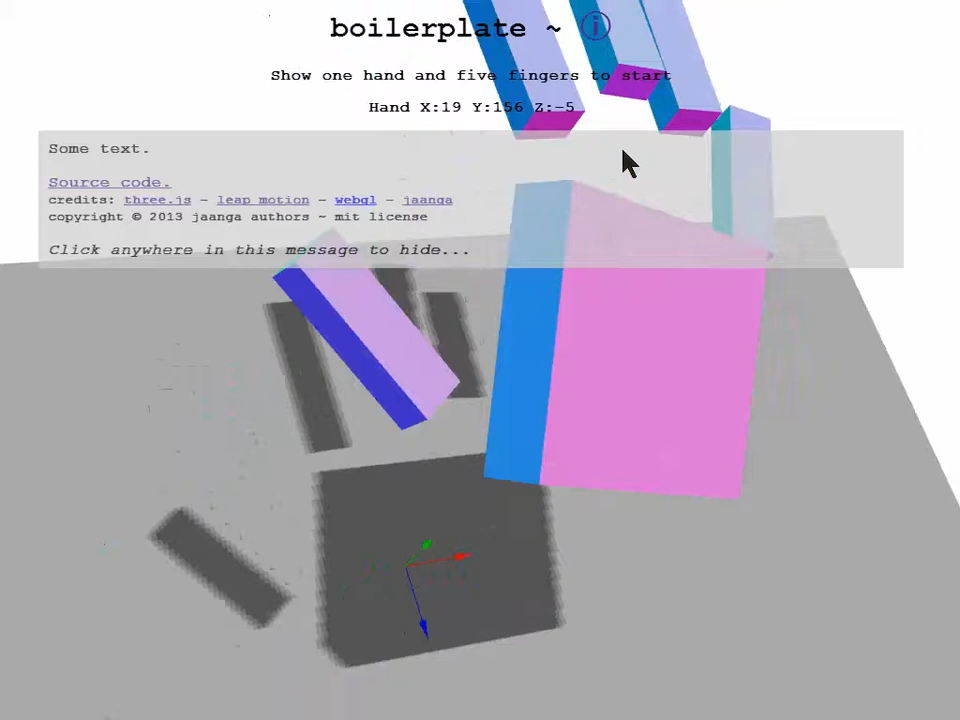 boilerplate ~ ⓘ
Show one hand and five fingers to start
Hand X:19 Y:156 Z:-5
Some text.
Source code.
credits: three.js - leap motion - webgl - jaanga
copyright © 2013 jaanga authors ~ mit license
Click anywhere in this message to hide...